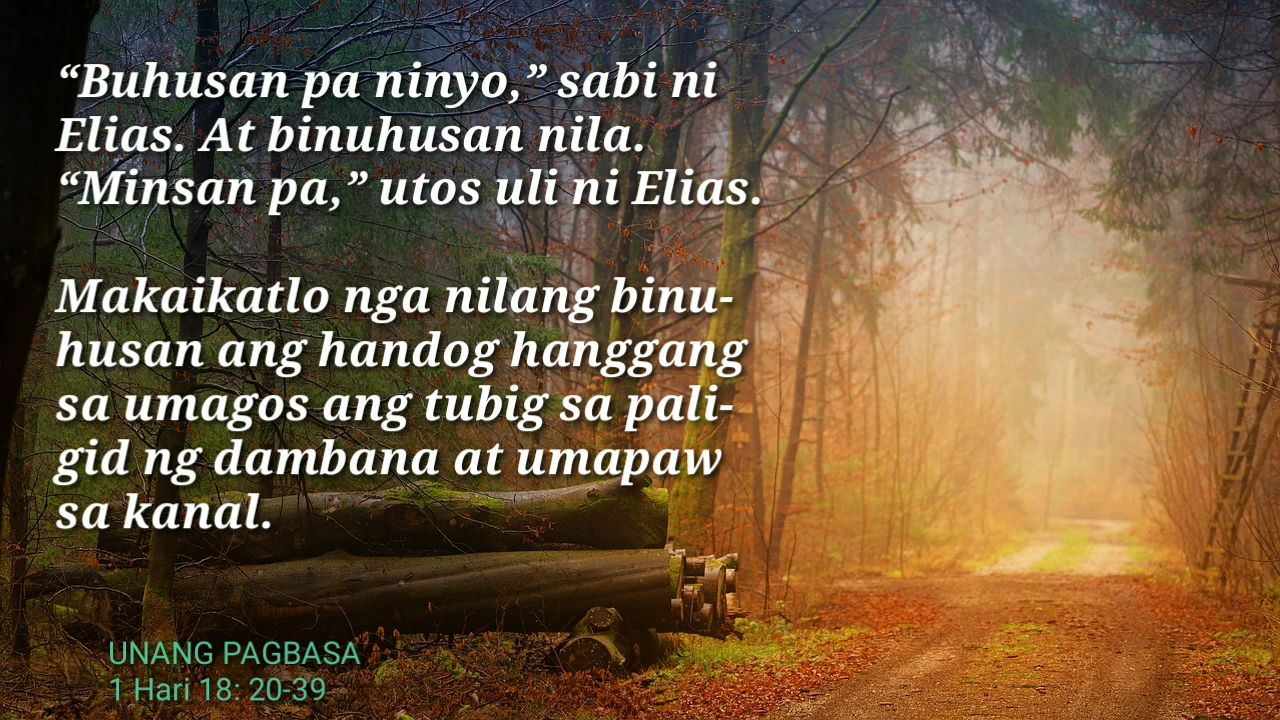 “Buhusan pa ninyo,” sabi ni
Elias. At binuhusan nila.
“Minsan pa,” utos uli ni Elias.
Makaikatlo nga nilang binu-
husan ang handog hanggang
sa umagos ang tubig sa pali-
gid ng dambana at umapaw
sa kanal.
UNANG PAGBASA
1 Hari 18: 20-39